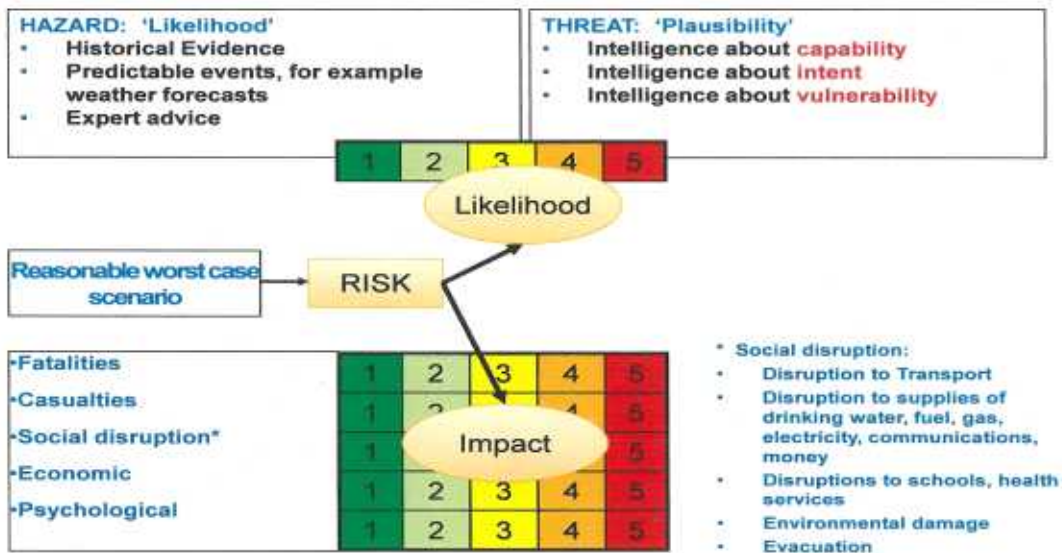 HAZARD: 'Likelihood'
• Historical Evidence
• Predictable events, for example
weather forecasts
• Expert advice
THREAT: 'Plausibility'
• Intelligence about capability
• Intelligence about intent
• Intelligence about vulnerability
1 2 3 4 5
Likelihood
Reasonable worst case
scenario
RISK
•Fatalities
•Casualties
•Social disruption*
•Economic
•Psychological
1 2 3 4 5
1 2 4 5
1 5
1 2 3 4 5
1 2 3 4 5
Impact
* Social disruption:
• Disruption to Transport
• Disruption to supplies of
drinking water, fuel, gas,
electricity, communications,
money
• Disruptions to schools, health
services
• Environmental damage
• Evacuation